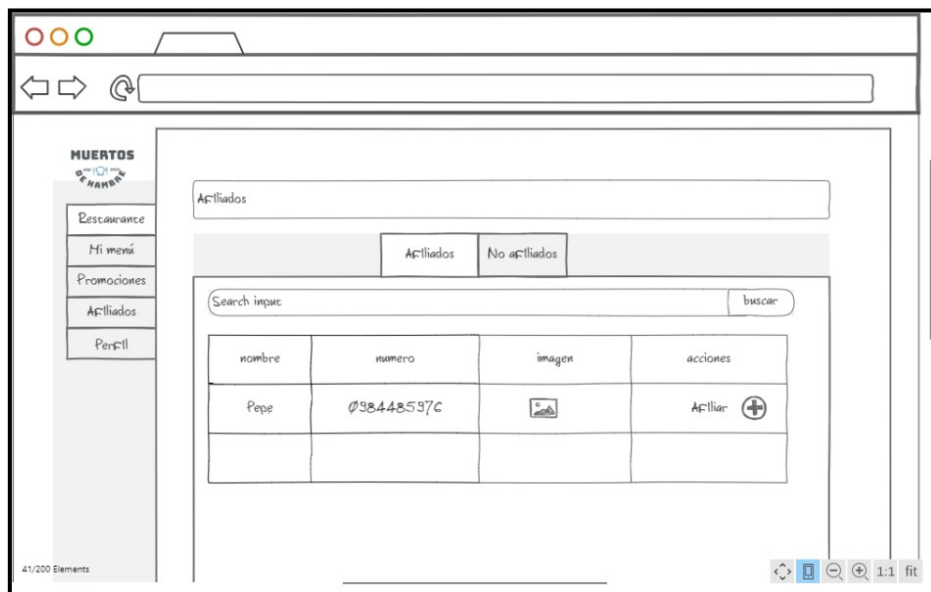 MUERTOS
DE HAMBRE
Restaurante
Mi menú
Promociones
Afiliados
Perfil
Afiliados
Afiliados
No afiliados
Search input
buscar
nombre numero imagen acciones
Pepe 0984485976 Afiliar
41/200 Elements
1:1 fit